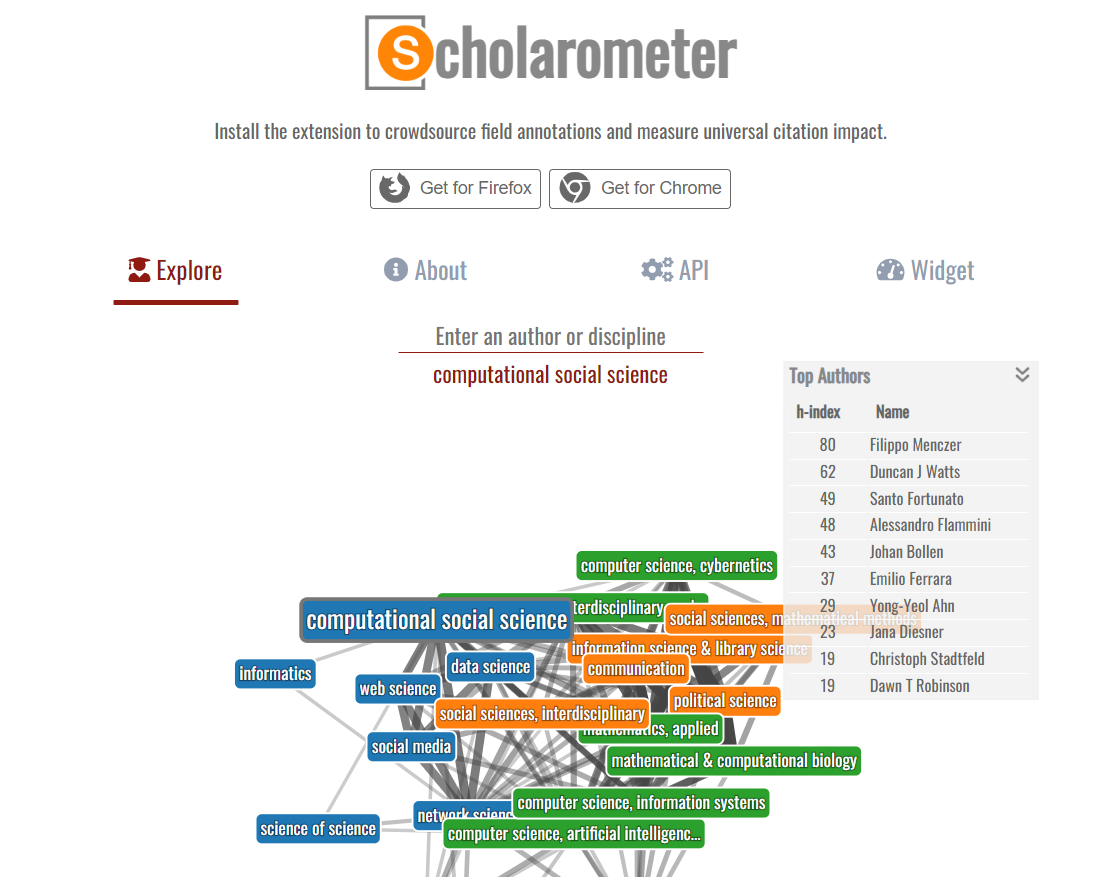 Scholarometer
Install the extension to crowdsource field annotations and measure universal citation impact.
Get for Firefox
Get for Chrome
Explore
About
API
Widget
Enter an author or discipline
computational social science
Top Authors
h-index Name
80 Filippo Menczer
62 Duncan J Watts
49 Santo Fortunato
48 Alessandro Flammini
43 Johan Bollen
37 Emilio Ferrara
29 Yong-Yeol Ahn
23 Jana Diesner
19 Christoph Stadtfeld
19 Dawn T Robinson
computer science, cybernetics
computational social science
social sciences, mathematical methods
information science & library science
communication
data science
informatics
web science
political science
social sciences, interdisciplinary
mathematics, applied
social media
mathematical & computational biology
computer science, information systems
network scienc
science of science
computer science, artificial intelligenc...